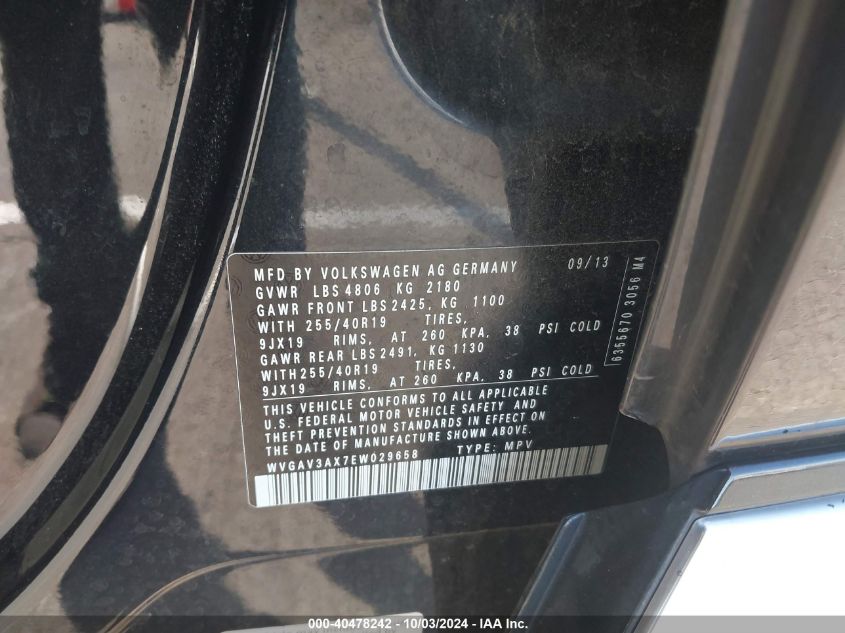 MFD BY VOLKSWAGEN AG GERMANY 09/13
GVWR LBS 4806 KG 2180
GAWR FRONT LBS 2425, KG 1100
WITH 255/40R19 TIRES,
9JX19 RIMS, AT 260 KPA, 38 PSI COLD
GAWR REAR LBS 2491, KG 1130
WITH 255/40R19 TIRES,
9JX19 RIMS, AT 260 KPA, 38 PSI COLD
THIS VEHICLE CONFORMS TO ALL APPLICABLE
U.S. FEDERAL MOTOR VEHICLE SAFETY AND
THEFT PREVENTION STANDARDS IN EFFECT ON
THE DATE OF MANUFACTURE SHOWN ABOVE.
WVGAV3AX7EW029658 TYPE: MPV
6355670 3056 M4
000-40478242 - 10/03/2024 - IAA Inc.